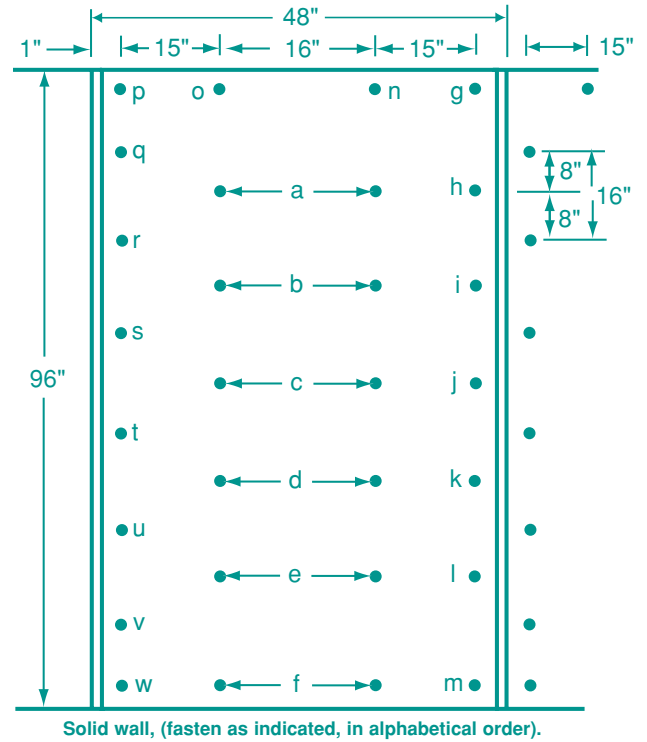 48"
1" 15" 16" 15" 15"
p o n g
q
8"
a h 16"
8"
r
b i
s
96" c j
t
d k
u
e l
v
w f m
Solid wall, (fasten as indicated, in alphabetical order).